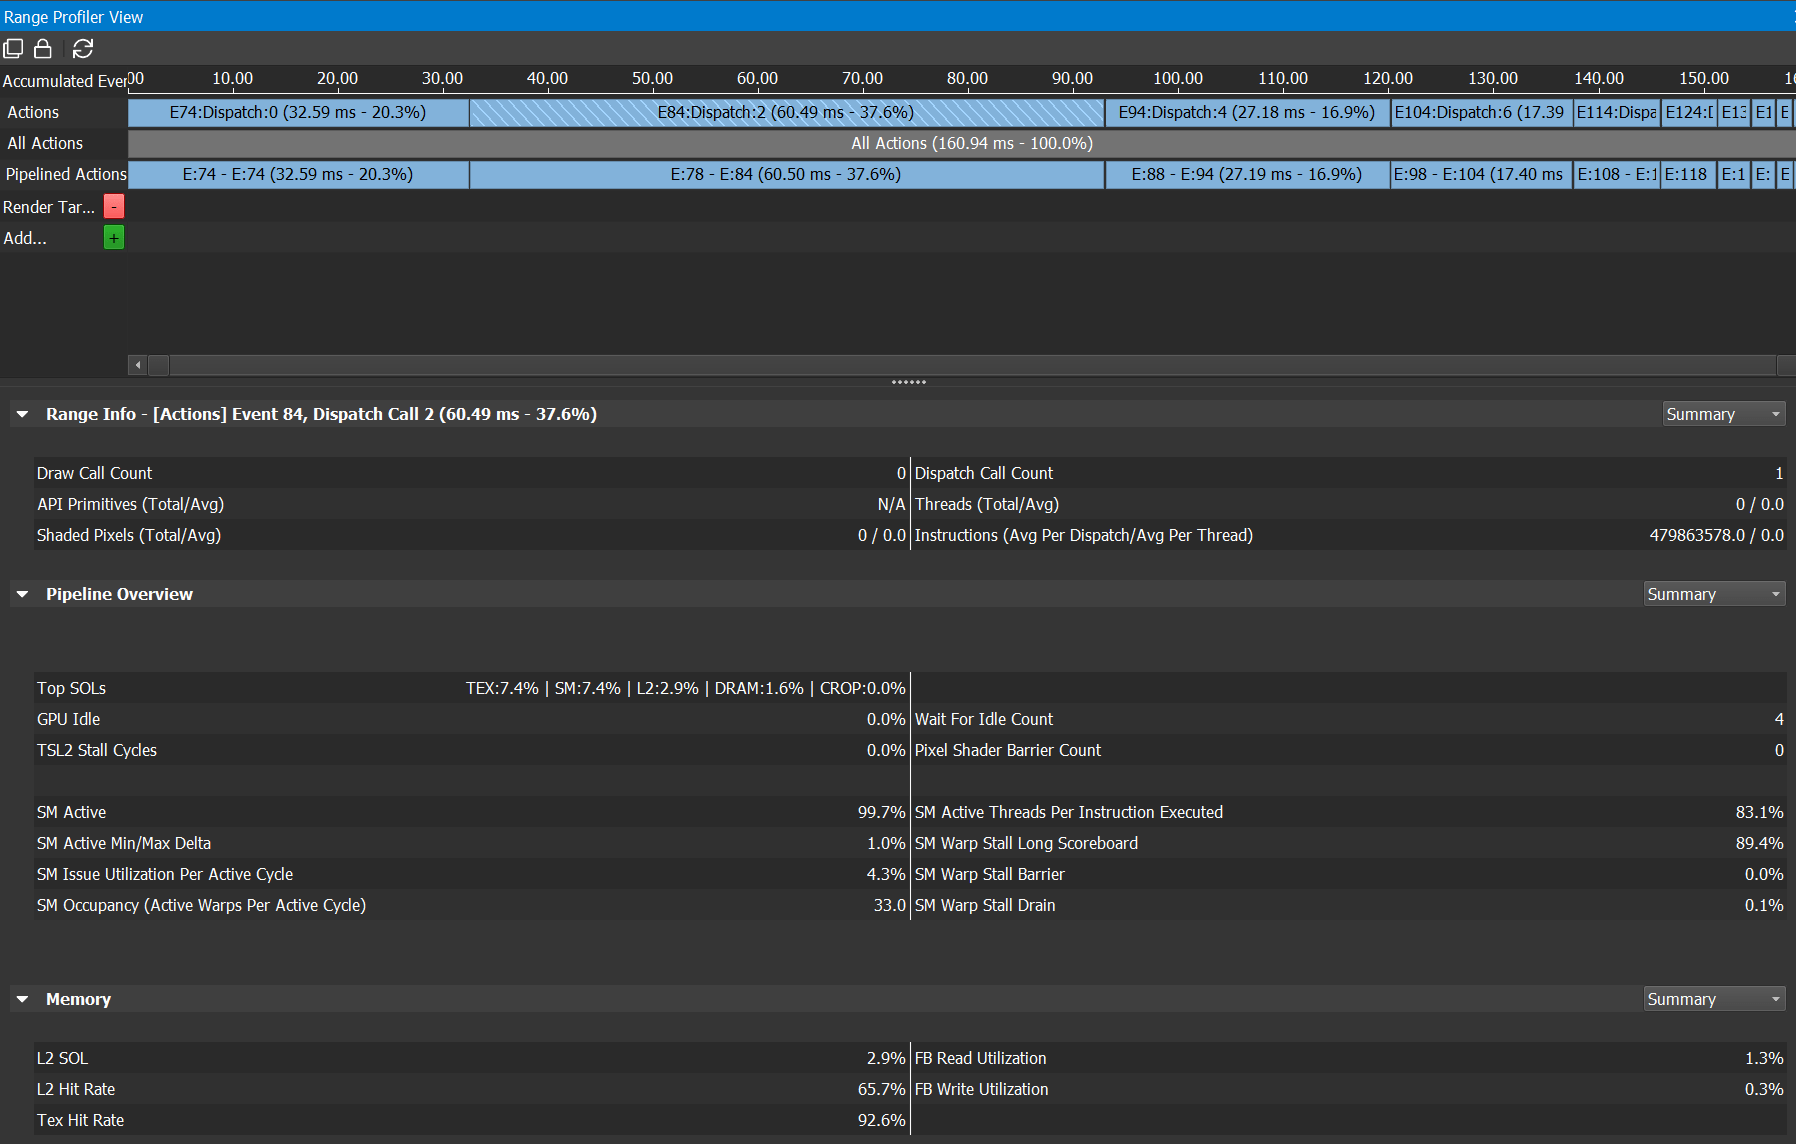 Range Profiler View
Accumulated Ever 00 10.00 20.00 30.00 40.00 50.00 60.00 70.00 80.00 90.00 100.00 110.00 120.00 130.00 140.00 150.00 16
Actions E74:Dispatch:0 (32.59 ms - 20.3%) E84:Dispatch:2 (60.49 ms - 37.6%) E94:Dispatch:4 (27.18 ms - 16.9%) E104:Dispatch:6 (17.39 E114:Dispa E124:[ E13 E1 E
All Actions All Actions (160.94 ms - 100.0%)
Pipelined Actions E:74 - E:74 (32.59 ms - 20.3%) E:78 - E:84 (60.50 ms - 37.6%) E:88 - E:94 (27.19 ms - 16.9%) E:98 - E:104 (17.40 ms E:108 - E:1 E:118 E:1 E: E
Render Tar... -
Add... +
Range Info - [Actions] Event 84, Dispatch Call 2 (60.49 ms - 37.6%) Summary
Draw Call Count 0 Dispatch Call Count 1
API Primitives (Total/Avg) N/A Threads (Total/Avg) 0 / 0.0
Shaded Pixels (Total/Avg) 0 / 0.0 Instructions (Avg Per Dispatch/Avg Per Thread) 479863578.0 / 0.0
Pipeline Overview Summary
Top SOLs TEX:7.4% | SM:7.4% | L2:2.9% | DRAM:1.6% | CROP:0.0%
GPU Idle 0.0% Wait For Idle Count 4
TSL2 Stall Cycles 0.0% Pixel Shader Barrier Count 0
SM Active 99.7% SM Active Threads Per Instruction Executed 83.1%
SM Active Min/Max Delta 1.0% SM Warp Stall Long Scoreboard 89.4%
SM Issue Utilization Per Active Cycle 4.3% SM Warp Stall Barrier 0.0%
SM Occupancy (Active Warps Per Active Cycle) 33.0 SM Warp Stall Drain 0.1%
Memory Summary
L2 SOL 2.9% FB Read Utilization 1.3%
L2 Hit Rate 65.7% FB Write Utilization 0.3%
Tex Hit Rate 92.6%